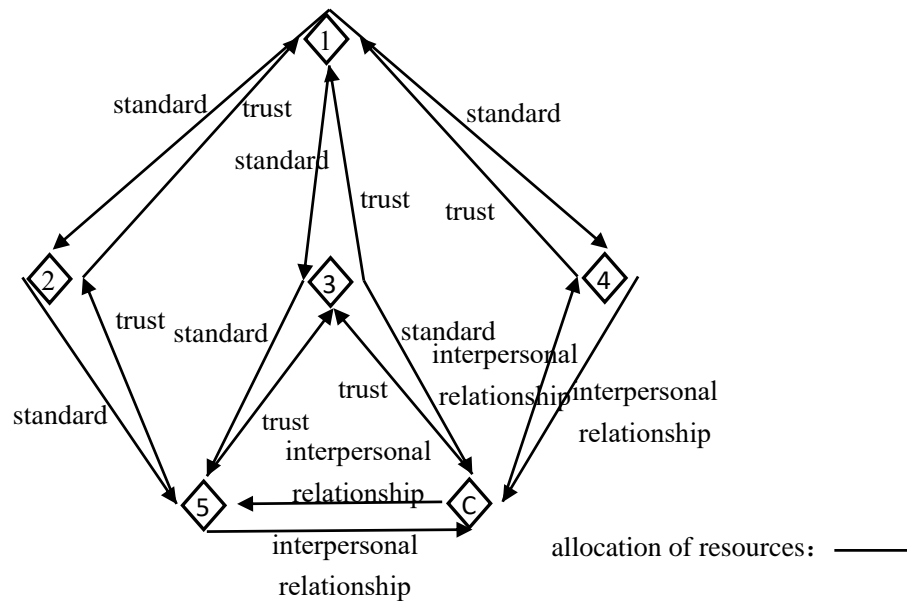 1
standard
trust
standard
standard
trust
trust
2
3
4
trust
standard
standard
interpersonal
relationship
trust
interpersonal
relationship
standard
trust
interpersonal
relationship
5
C
interpersonal
relationship
allocation of resources：